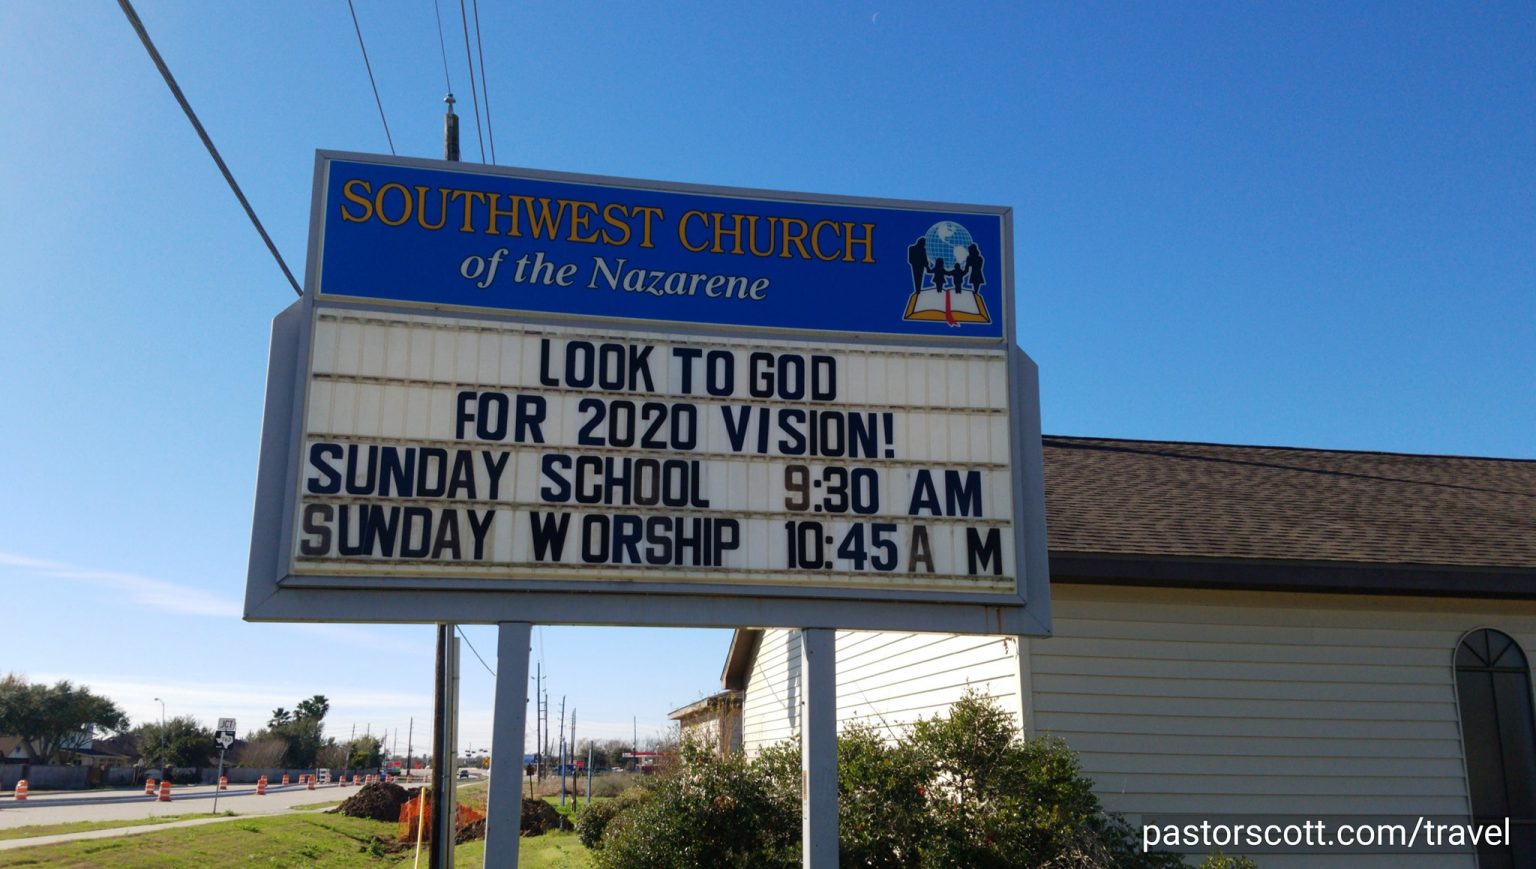 SOUTHWEST CHURCH
of the Nazarene
LOOK TO GOD
FOR 2020 VISION!
SUNDAY SCHOOL 9:30 AM
SUNDAY WORSHIP 10:45 A M
JCT
pastorscott.com/travel